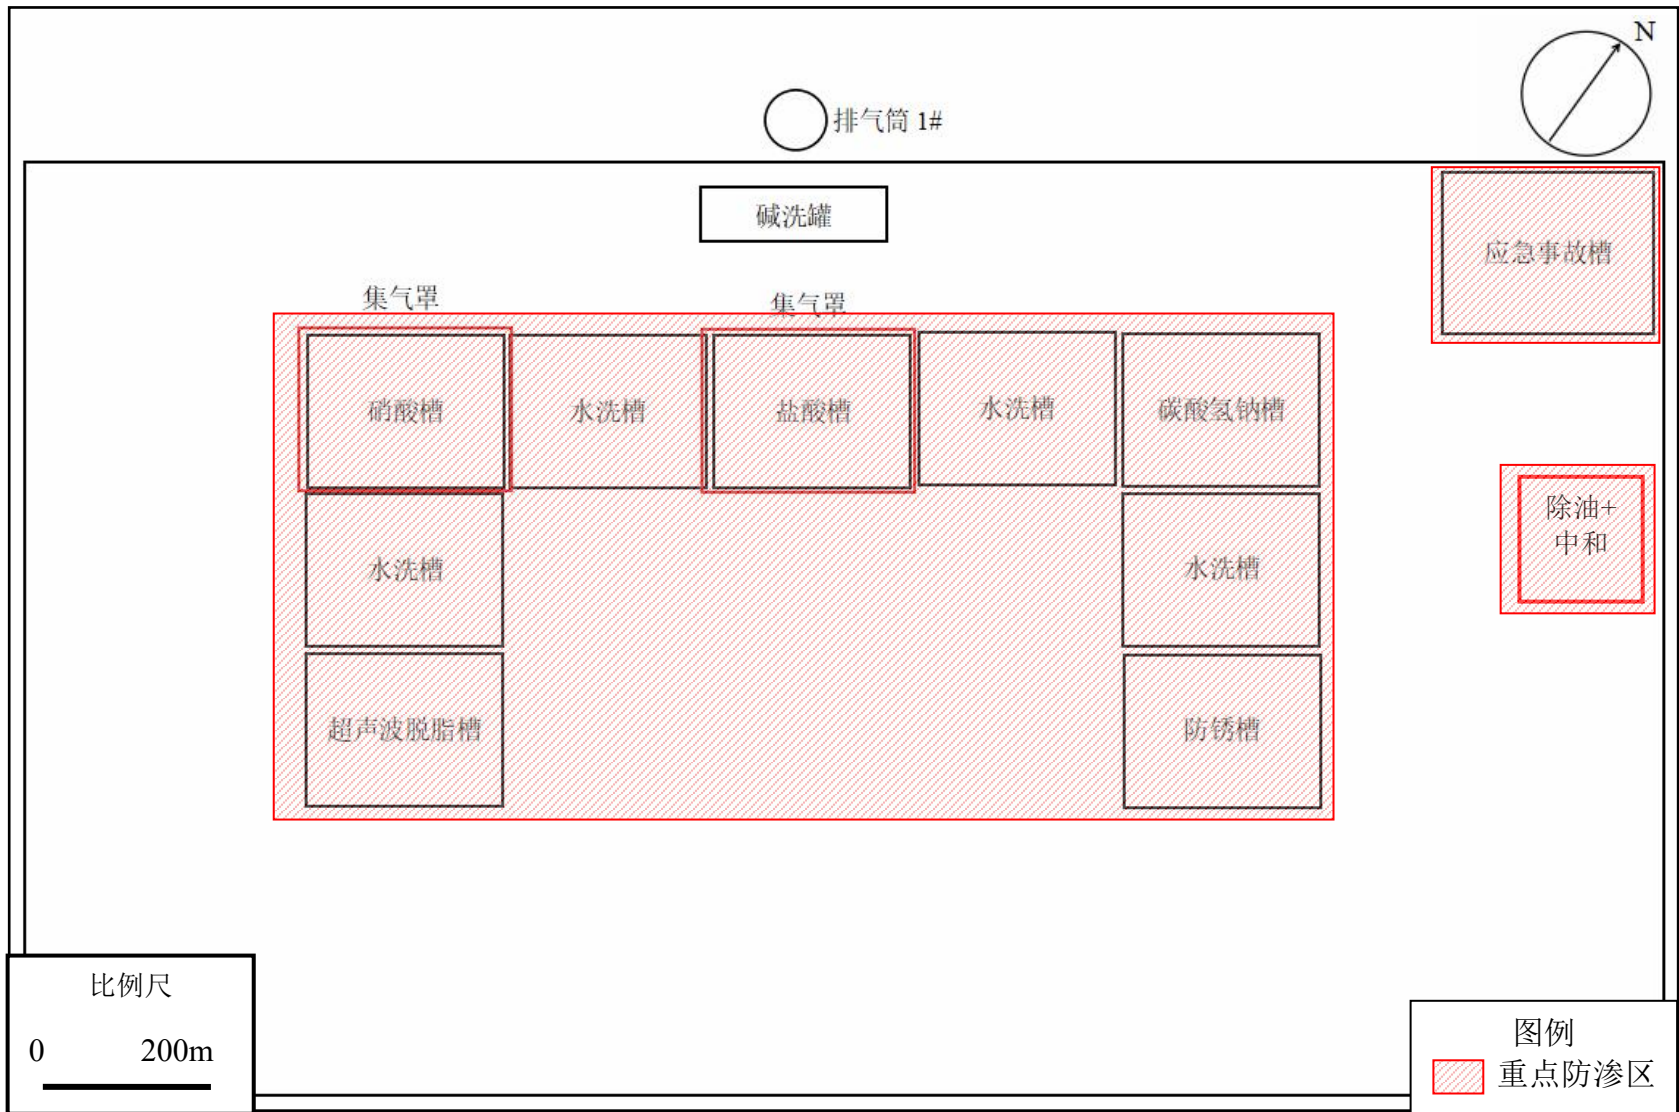 N
排气筒 1#
碱洗罐
应急事故槽
集气罩
集气罩
硝酸槽
水洗槽
盐酸槽
水洗槽
碳酸氢钠槽
除油+
中和
水洗槽
水洗槽
超声波脱脂槽
防锈槽
比例尺
0 200m
图例
重点防渗区